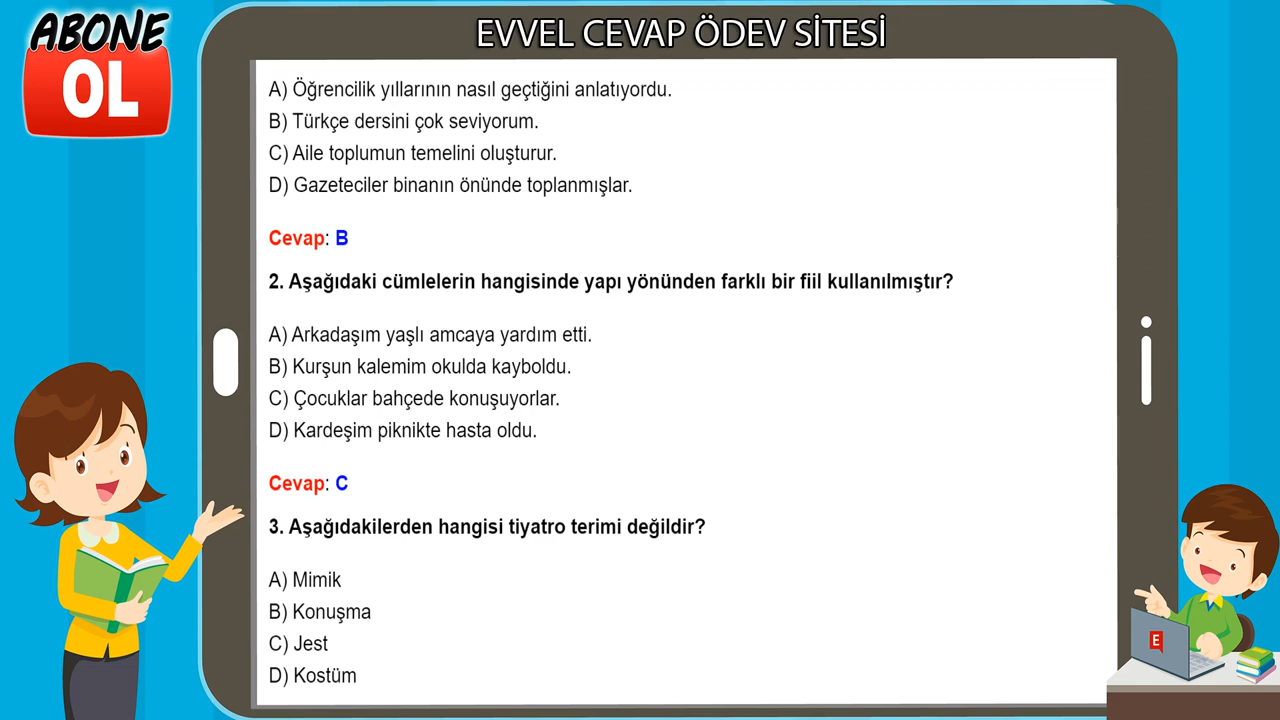 ABONE
OL
EVVEL CEVAP ÖDEV SİTESİ
A) Öğrencilik yıllarının nasıl geçtiğini anlatıyordu.
B) Türkçe dersini çok seviyorum.
C) Aile toplumun temelini oluşturur.
D) Gazeteciler binanın önünde toplanmışlar.
Cevap: B
2. Aşağıdaki cümlelerin hangisinde yapı yönünden farklı bir fiil kullanılmıştır?
A) Arkadaşım yaşlı amcaya yardım etti.
B) Kurşun kalemim okulda kayboldu.
C) Çocuklar bahçede konuşuyorlar.
D) Kardeşim piknikte hasta oldu.
Cevap: C
3. Aşağıdakilerden hangisi tiyatro terimi değildir?
A) Mimik
B) Konuşma
C) Jest
D) Kostüm
E